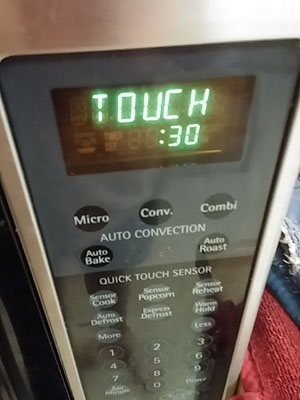 TOUCH
:30
Micro Conv. Combi
AUTO CONVECTION
Auto Bake
Auto Roast
QUICK TOUCH SENSOR
Sensor Cook
Sensor Popcorn
Sensor Reheat
Auto Defrost
Express Defrost
Warm Hold
More
Less
1 2 3
4 5 6
7 8 9
Add Minute
0
Power